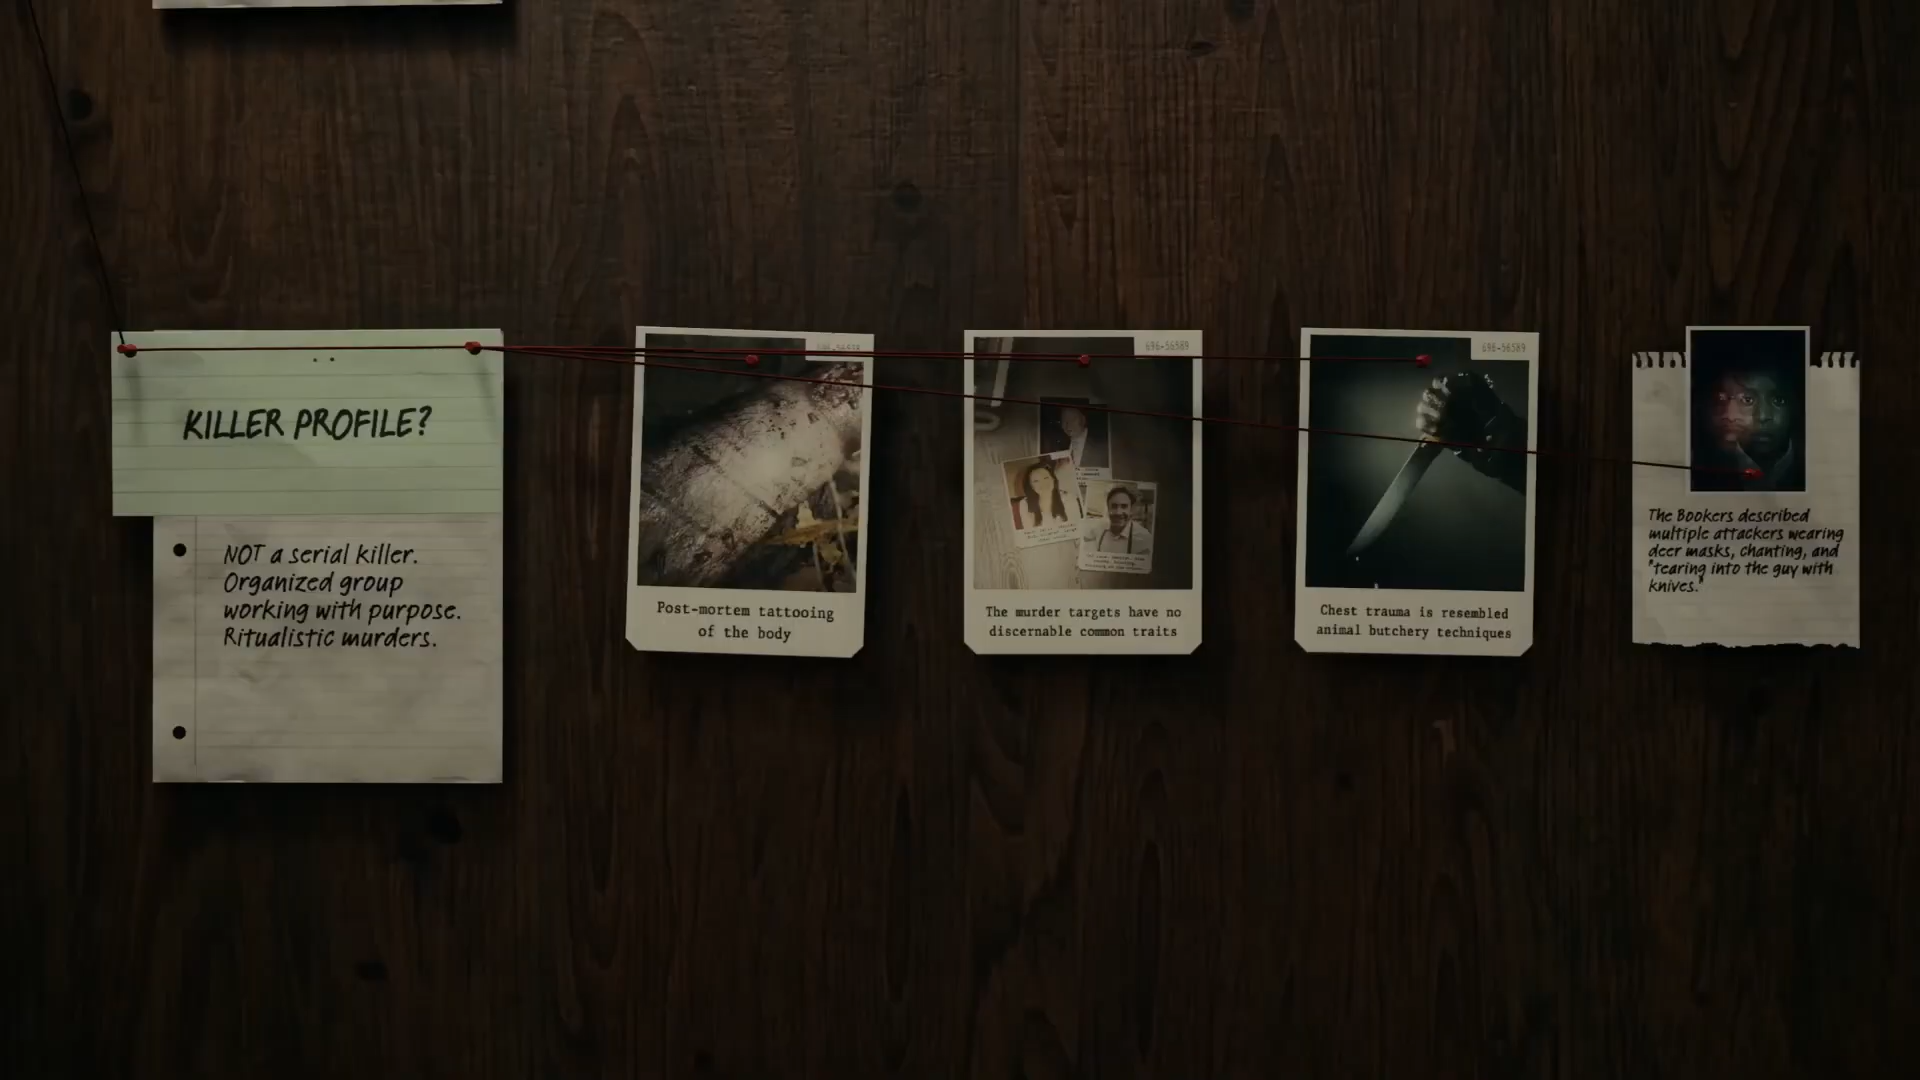 KILLER PROFILE?
NOT a serial killer.
Organized group
working with purpose.
Ritualistic murders.
Post-mortem tattooing
of the body
696-56589
The murder targets have no
discernable common traits
696-56589
Chest trauma is resembled
animal butchery techniques
The Bookers described
multiple attackers wearing
deer masks, chanting, and
"tearing into the guy with
knives."